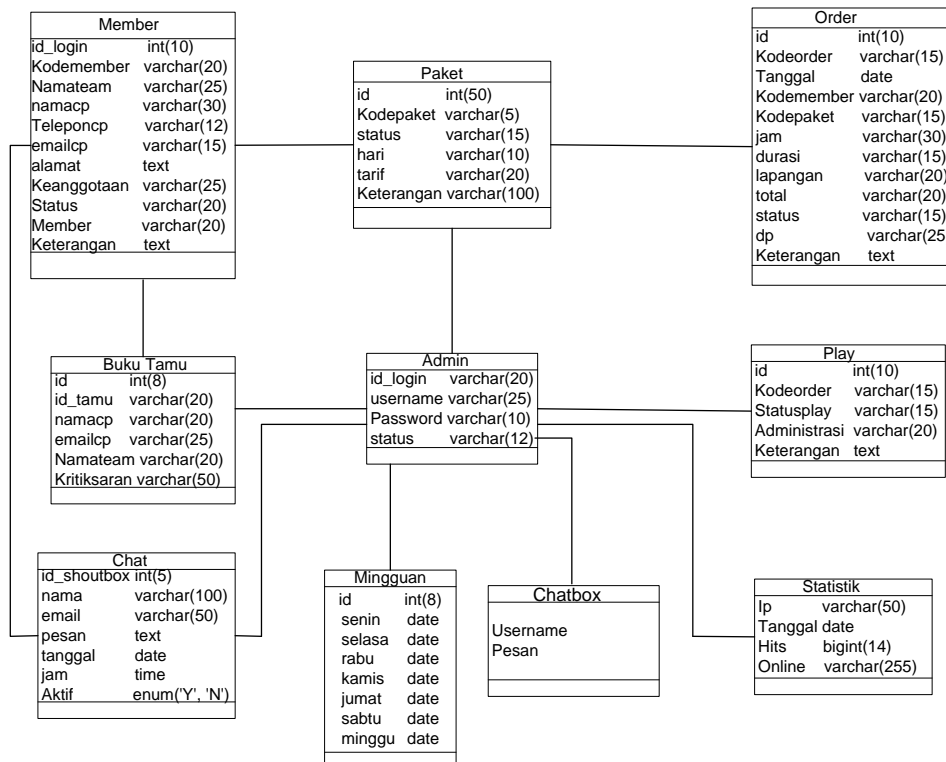 Member
id_login int(10)
Kodemember varchar(20)
Namateam varchar(25)
namacp varchar(30)
Teleponcp varchar(12)
emailcp varchar(15)
alamat text
Keanggotaan varchar(25)
Status varchar(20)
Member varchar(20)
Keterangan text
Paket
id int(50)
Kodepaket varchar(5)
status varchar(15)
hari varchar(10)
tarif varchar(20)
Keterangan varchar(100)
Order
id int(10)
Kodeorder varchar(15)
Tanggal date
Kodemember varchar(20)
Kodepaket varchar(15)
jam varchar(30)
durasi varchar(15)
lapangan varchar(20)
total varchar(20)
status varchar(15)
dp varchar(25
Keterangan text
Buku Tamu
id int(8)
id_tamu varchar(20)
namacp varchar(20)
emailcp varchar(25)
Namateam varchar(20)
Kritiksaran varchar(50)
Admin
id_login varchar(20)
username varchar(25)
Password varchar(10)
status varchar(12)
Play
id int(10)
Kodeorder varchar(15)
Statusplay varchar(15)
Administrasi varchar(20)
Keterangan text
Chat
id_shoutbox int(5)
nama varchar(100)
email varchar(50)
pesan text
tanggal date
jam time
Aktif enum('Y', 'N')
Mingguan
id int(8)
senin date
selasa date
rabu date
kamis date
jumat date
sabtu date
minggu date
Chatbox
Username
Pesan
Statistik
Ip varchar(50)
Tanggal date
Hits bigint(14)
Online varchar(255)